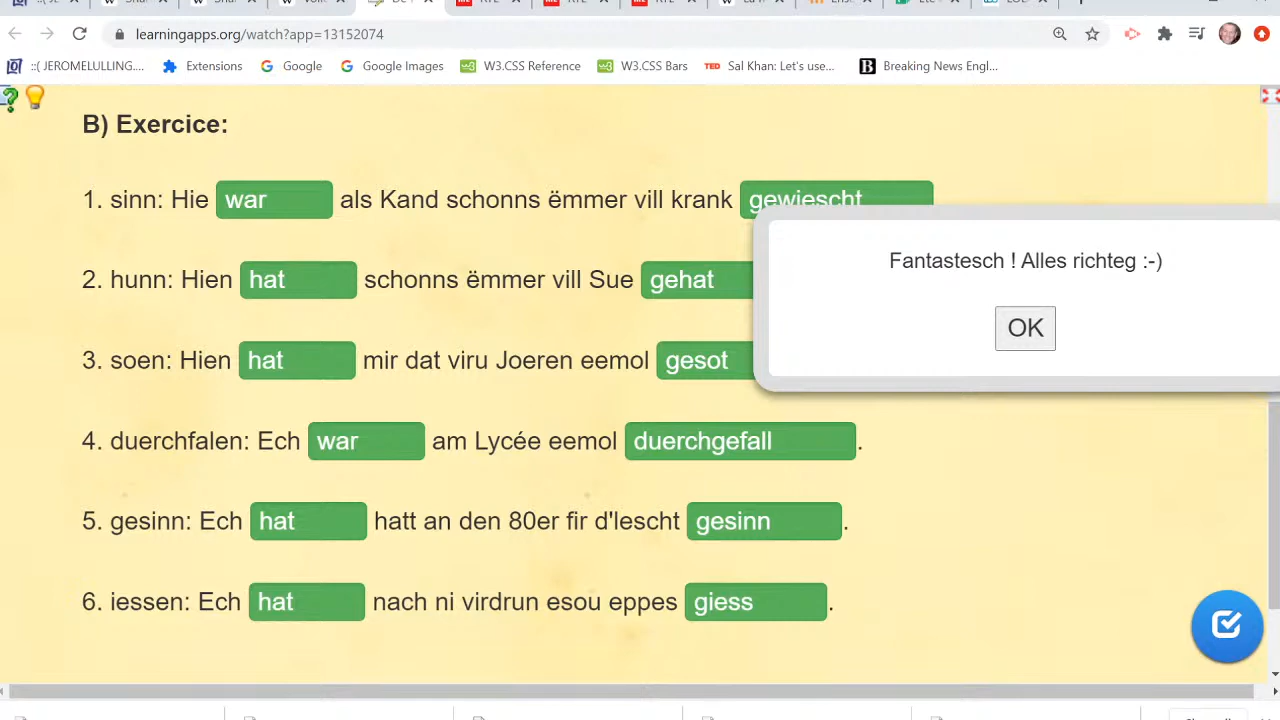 learningapps.org/watch?app=13152074
::( JEROMELULLING.... Extensions Google Google Images W3.CSS Reference W3.CSS Bars TED Sal Khan: Let's use... B Breaking News Engl...
B) Exercice:
1. sinn: Hie war als Kand schonns ëmmer vill krank gewiescht
2. hunn: Hien hat schonns ëmmer vill Sue gehat
Fantastesch ! Alles richteg :-)
OK
3. soen: Hien hat mir dat viru Joeren eemol gesot
4. duerchfalen: Ech war am Lycée eemol duerchgefall .
5. gesinn: Ech hat hatt an den 80er fir d'lescht gesinn .
6. iessen: Ech hat nach ni virdrun esou eppes giess .